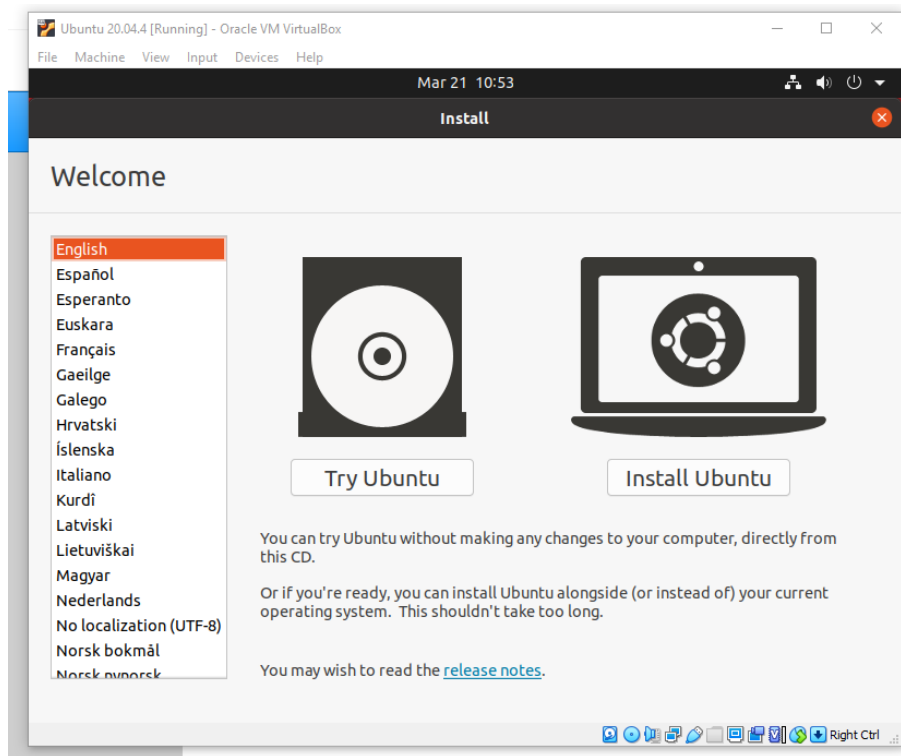 Ubuntu 20.04.4 [Running] - Oracle VM VirtualBox
File Machine View Input Devices Help
Mar 21 10:53
Install
Welcome
English
Español
Esperanto
Euskara
Français
Gaeilge
Galego
Hrvatski
Íslenska
Italiano
Kurdî
Latviski
Lietuviškai
Magyar
Nederlands
No localization (UTF-8)
Norsk bokmål
Norsk nynorsk
Try Ubuntu
Install Ubuntu
You can try Ubuntu without making any changes to your computer, directly from
this CD.
Or if you're ready, you can install Ubuntu alongside (or instead of) your current
operating system. This shouldn't take too long.
You may wish to read the release notes.
Right Ctrl